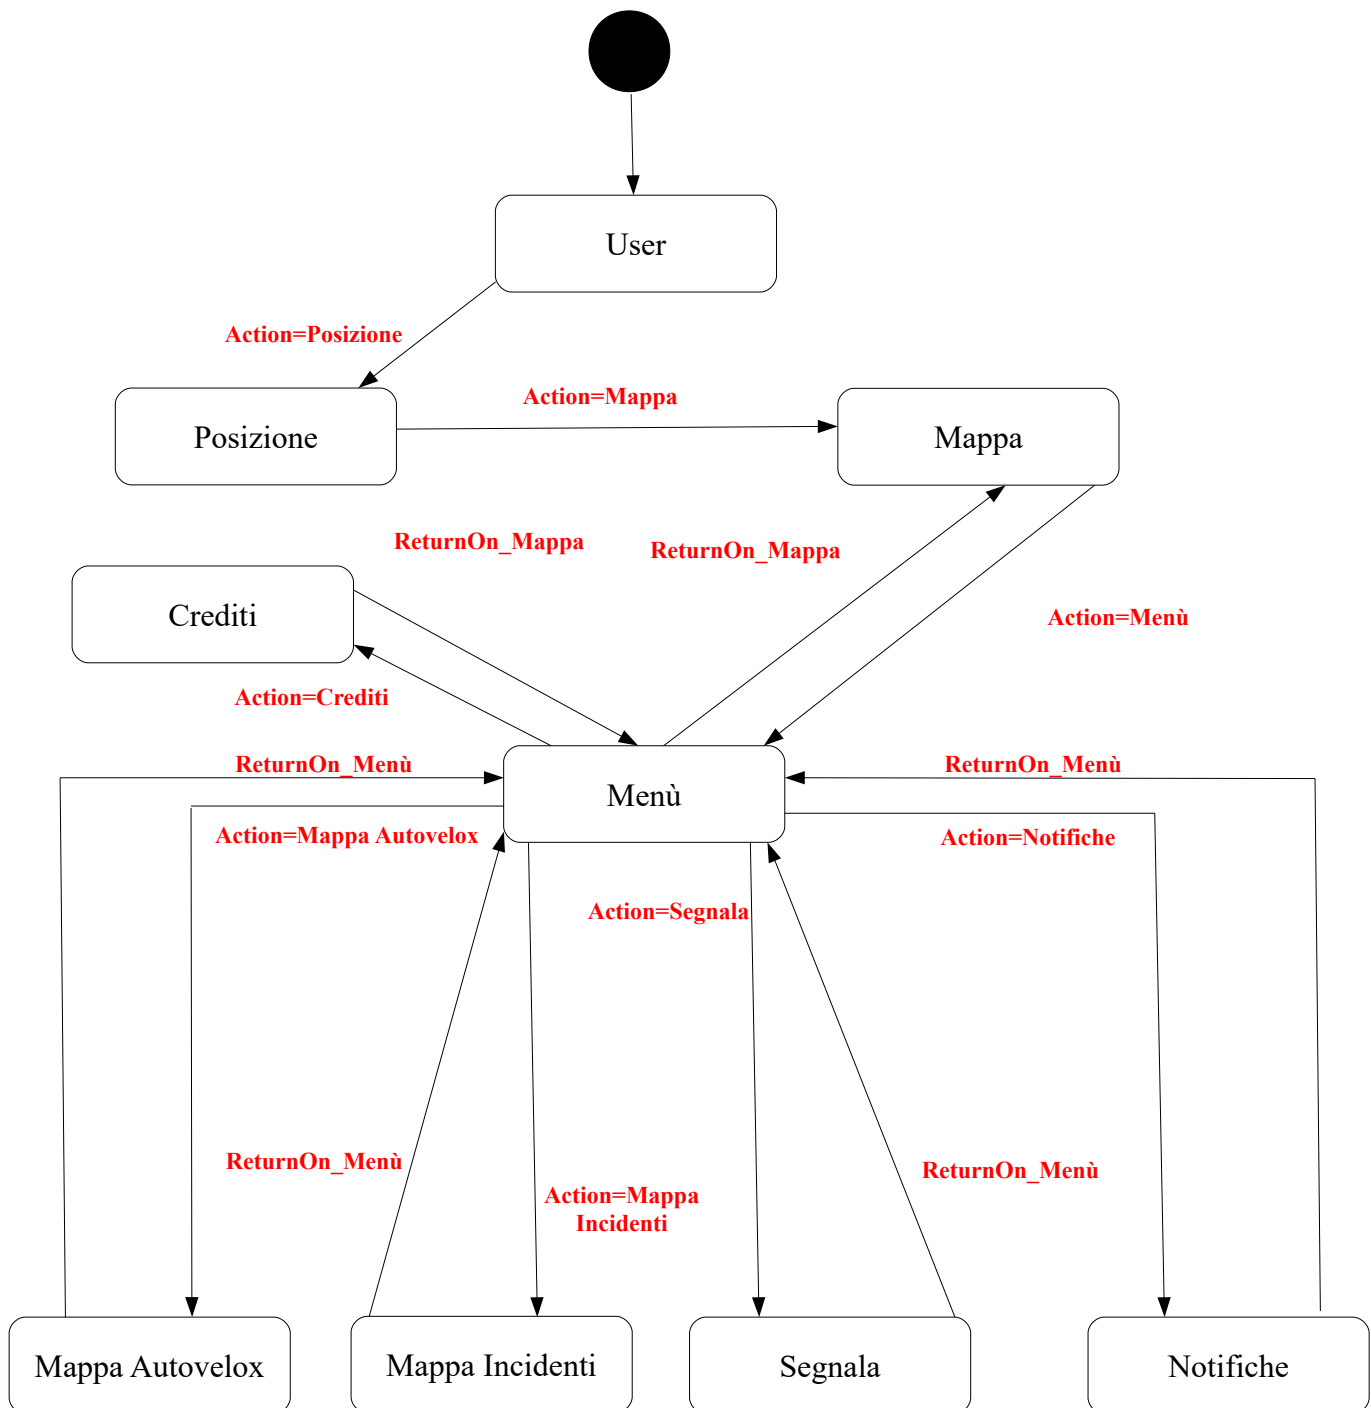 User
Action=Posizione
Action=Mappa
Posizione
Mappa
ReturnOn_Mappa
ReturnOn_Mappa
Crediti
Action=Menù
Action=Crediti
ReturnOn_Menù
ReturnOn_Menù
Menù
Action=Mappa Autovelox
Action=Notifiche
Action=Segnala
ReturnOn_Menù
ReturnOn_Menù
Action=Mappa
Incidenti
Mappa Autovelox
Mappa Incidenti
Segnala
Notifiche